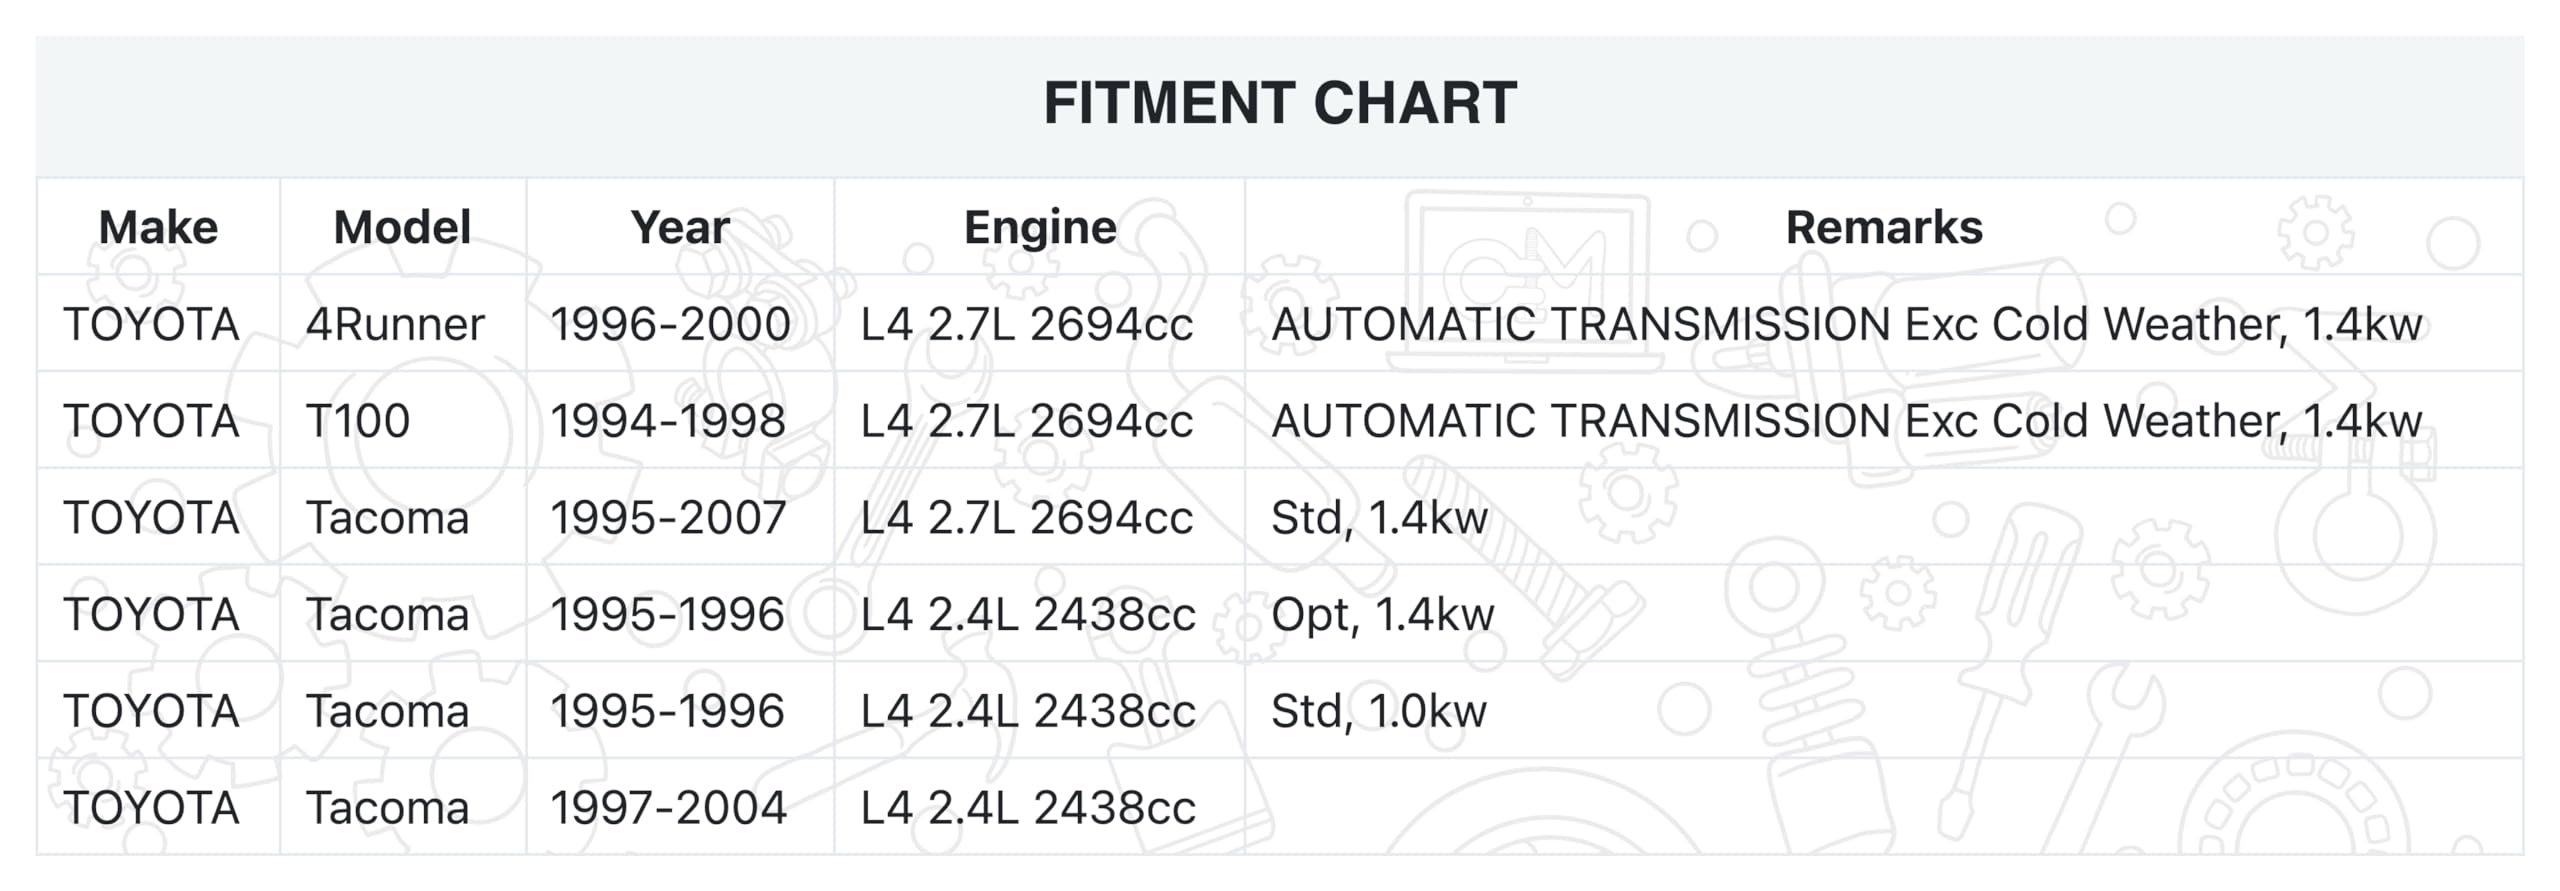 FITMENT CHART
Make Model Year Engine Remarks
TOYOTA 4Runner 1996-2000 L4 2.7L 2694cc AUTOMATIC TRANSMISSION Exc Cold Weather, 1.4kw
TOYOTA T100 1994-1998 L4 2.7L 2694cc AUTOMATIC TRANSMISSION Exc Cold Weather, 1.4kw
TOYOTA Tacoma 1995-2007 L4 2.7L 2694cc Std, 1.4kw
TOYOTA Tacoma 1995-1996 L4 2.4L 2438cc Opt, 1.4kw
TOYOTA Tacoma 1995-1996 L4 2.4L 2438cc Std, 1.0kw
TOYOTA Tacoma 1997-2004 L4 2.4L 2438cc